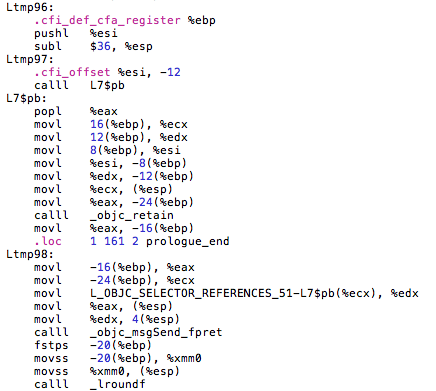 Ltmp96:
    .cfi_def_cfa_register %ebp
    pushl   %esi
    subl    $36, %esp
Ltmp97:
    .cfi_offset %esi, -12
    calll   L7$pb
L7$pb:
    popl    %eax
    movl    16(%ebp), %ecx
    movl    12(%ebp), %edx
    movl    8(%ebp), %esi
    movl    %esi, -8(%ebp)
    movl    %edx, -12(%ebp)
    movl    %ecx, (%esp)
    movl    %eax, -24(%ebp)
    calll   _objc_retain
    movl    %eax, -16(%ebp)
    .loc    1 161 2 prologue_end
Ltmp98:
    movl    -16(%ebp), %eax
    movl    -24(%ebp), %ecx
    movl    L_OBJC_SELECTOR_REFERENCES_51-L7$pb(%ecx), %edx
    movl    %eax, (%esp)
    movl    %edx, 4(%esp)
    calll   _objc_msgSend_fpret
    fstps   -20(%ebp)
    movss   -20(%ebp), %xmm0
    movss   %xmm0, (%esp)
    calll   _lroundf